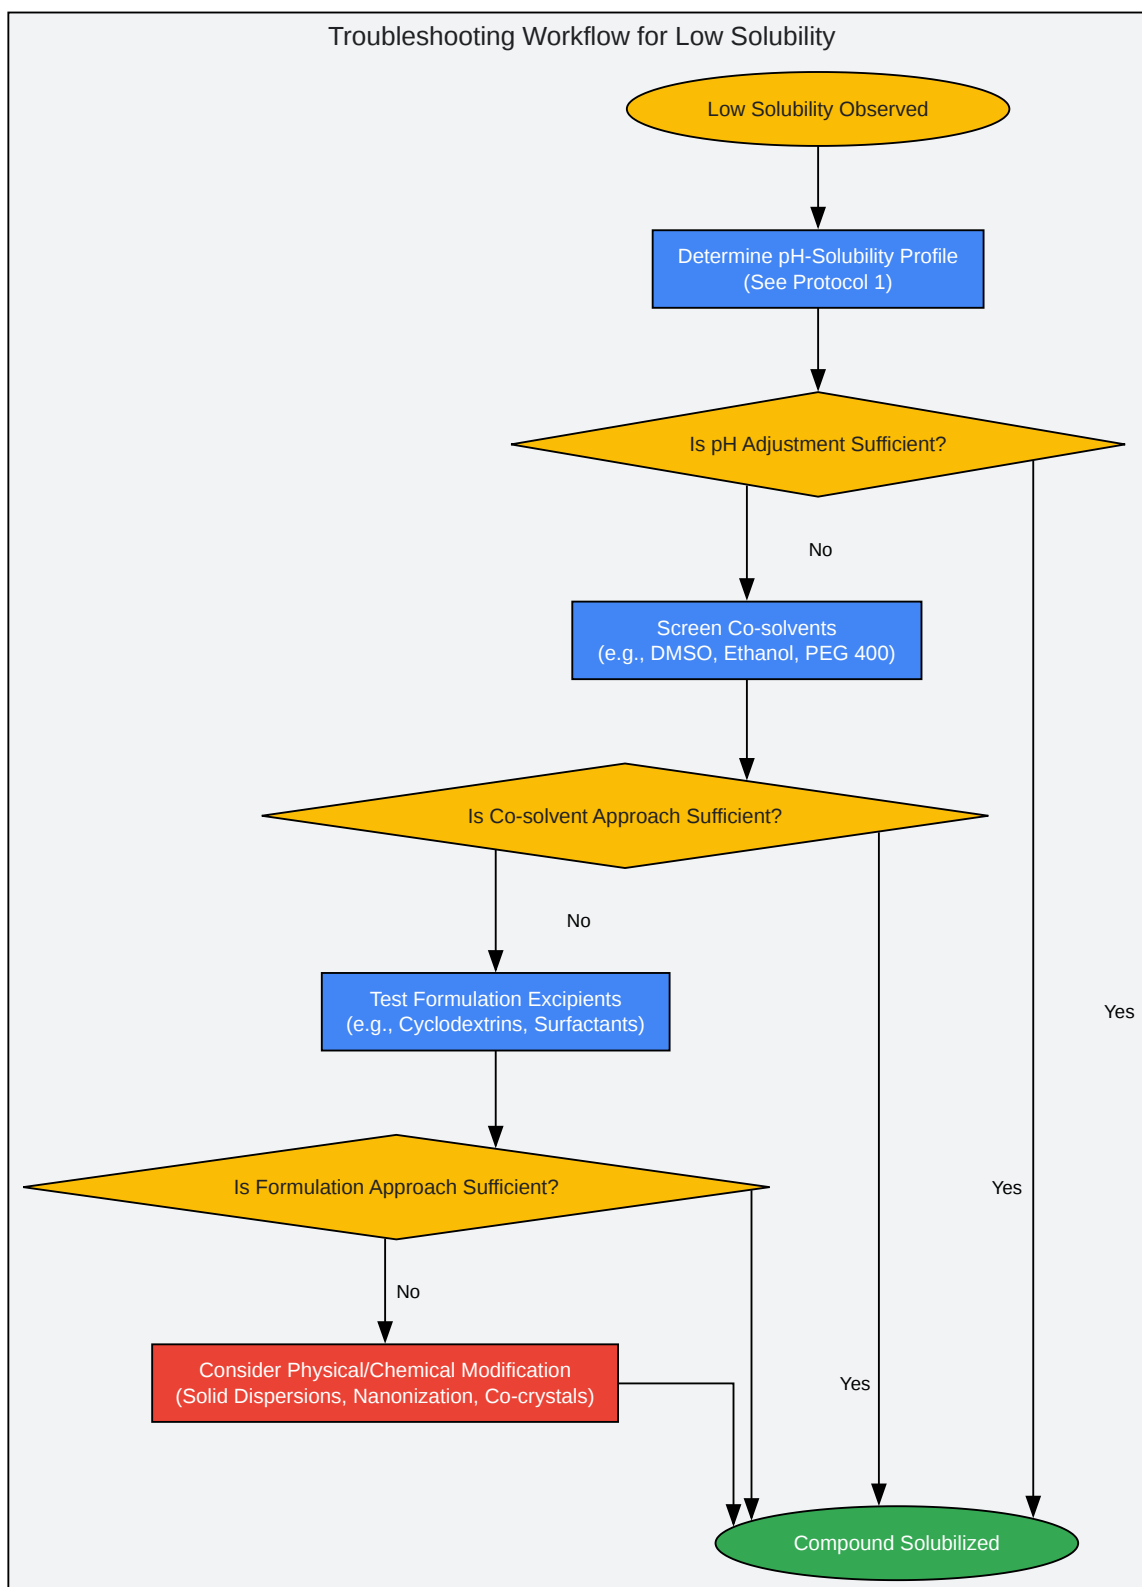 Troubleshooting Workflow for Low Solubility
Low Solubility Observed
Determine pH-Solubility Profile
(See Protocol 1)
Is pH Adjustment Sufficient?
No
Screen Co-solvents
(e.g., DMSO, Ethanol, PEG 400)
Is Co-solvent Approach Sufficient?
No
Test Formulation Excipients
(e.g., Cyclodextrins, Surfactants)
Yes
Is Formulation Approach Sufficient?
Yes
No
Consider Physical/Chemical Modification
(Solid Dispersions, Nanonization, Co-crystals)
Yes
Compound Solubilized